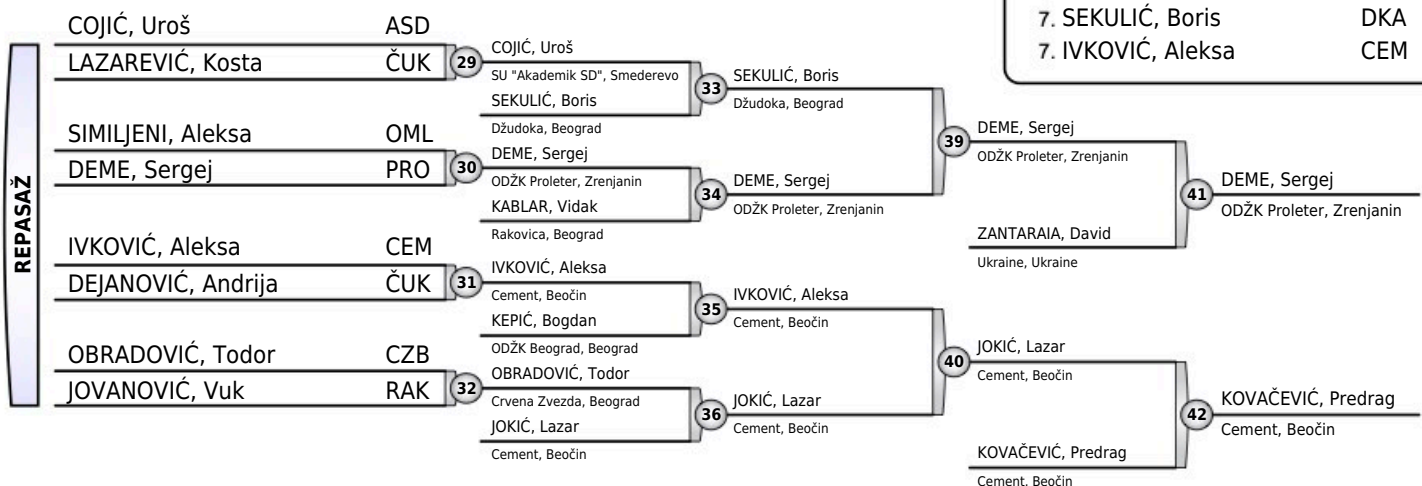 7. SEKULIĆ, Boris DKA
7. IVKOVIĆ, Aleksa CEM
REPASAŽ
COJIĆ, Uroš ASD
LAZAREVIĆ, Kosta ČUK
SIMILJENI, Aleksa OML
DEME, Sergej PRO
IVKOVIĆ, Aleksa CEM
DEJANOVIĆ, Andrija ČUK
OBRADOVIĆ, Todor CZB
JOVANOVIĆ, Vuk RAK
29
30
31
32
COJIĆ, Uroš
SU "Akademik SD", Smederevo
SEKULIĆ, Boris
Džudoka, Beograd
DEME, Sergej
ODŽK Proleter, Zrenjanin
KABLAR, Vidak
Rakovica, Beograd
IVKOVIĆ, Aleksa
Cement, Beočin
KEPIĆ, Bogdan
ODŽK Beograd, Beograd
OBRADOVIĆ, Todor
Crvena Zvezda, Beograd
JOKIĆ, Lazar
Cement, Beočin
33
34
35
36
SEKULIĆ, Boris
Džudoka, Beograd
DEME, Sergej
ODŽK Proleter, Zrenjanin
IVKOVIĆ, Aleksa
Cement, Beočin
JOKIĆ, Lazar
Cement, Beočin
39
40
DEME, Sergej
ODŽK Proleter, Zrenjanin
ZANTARAIA, David
Ukraine, Ukraine
JOKIĆ, Lazar
Cement, Beočin
KOVAČEVIĆ, Predrag
Cement, Beočin
41
42
DEME, Sergej
ODŽK Proleter, Zrenjanin
KOVAČEVIĆ, Predrag
Cement, Beočin